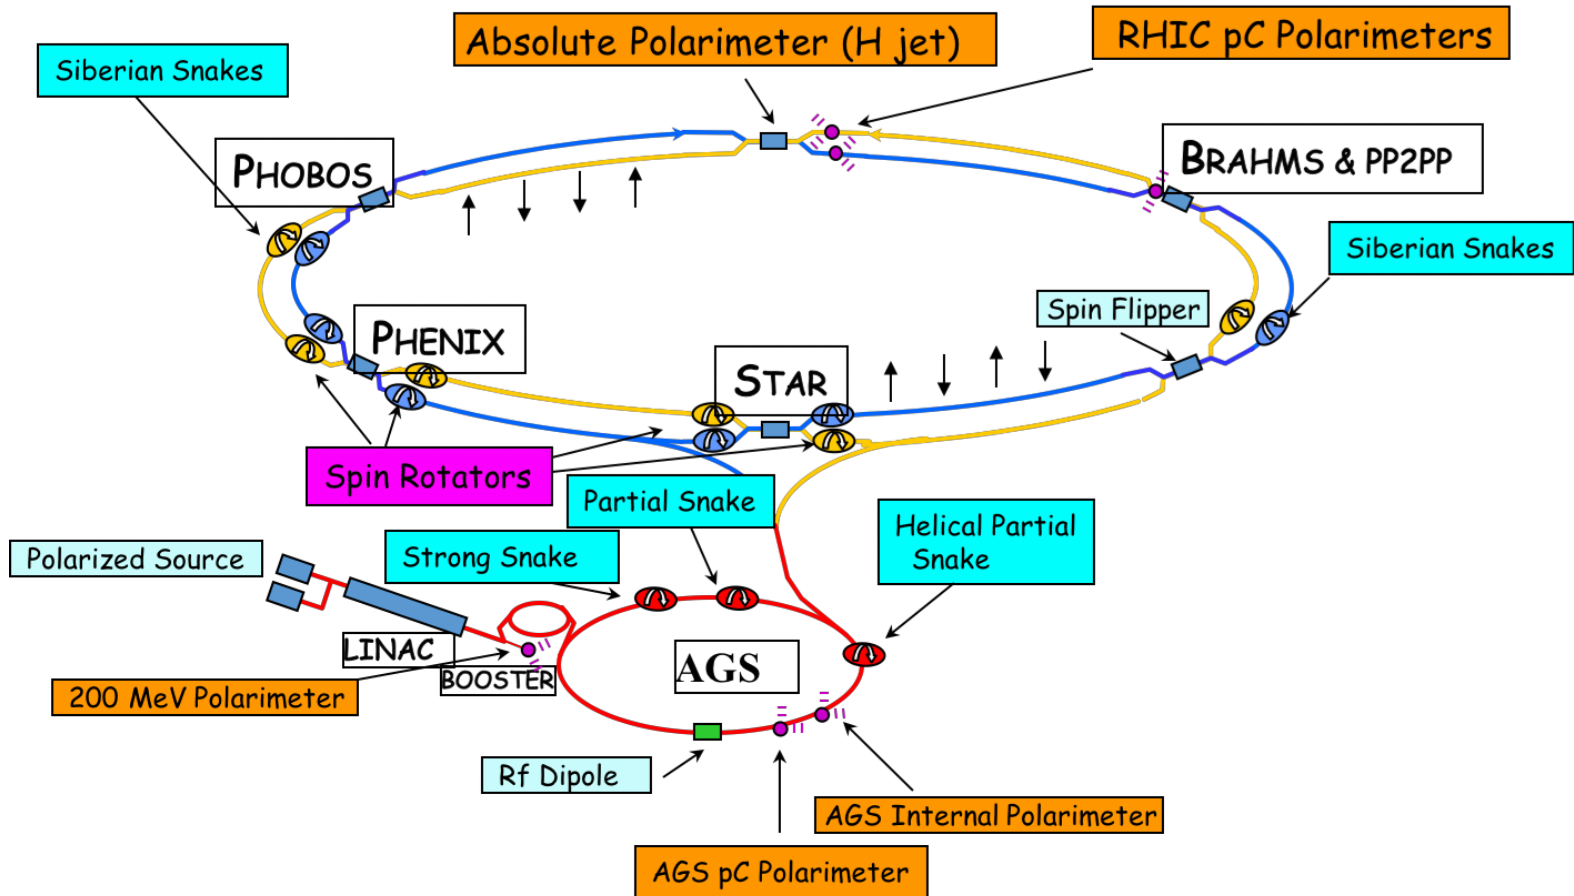 Absolute Polarimeter (H jet)
RHIC pC Polarimeters
Siberian Snakes
PHOBOS
BRAHMS & PP2PP
Siberian Snakes
Spin Flipper
PHENIX
STAR
Spin Rotators
Partial Snake
Helical Partial
Snake
Strong Snake
Polarized Source
LINAC
AGS
BOOSTER
200 MeV Polarimeter
Rf Dipole
AGS Internal Polarimeter
AGS pC Polarimeter